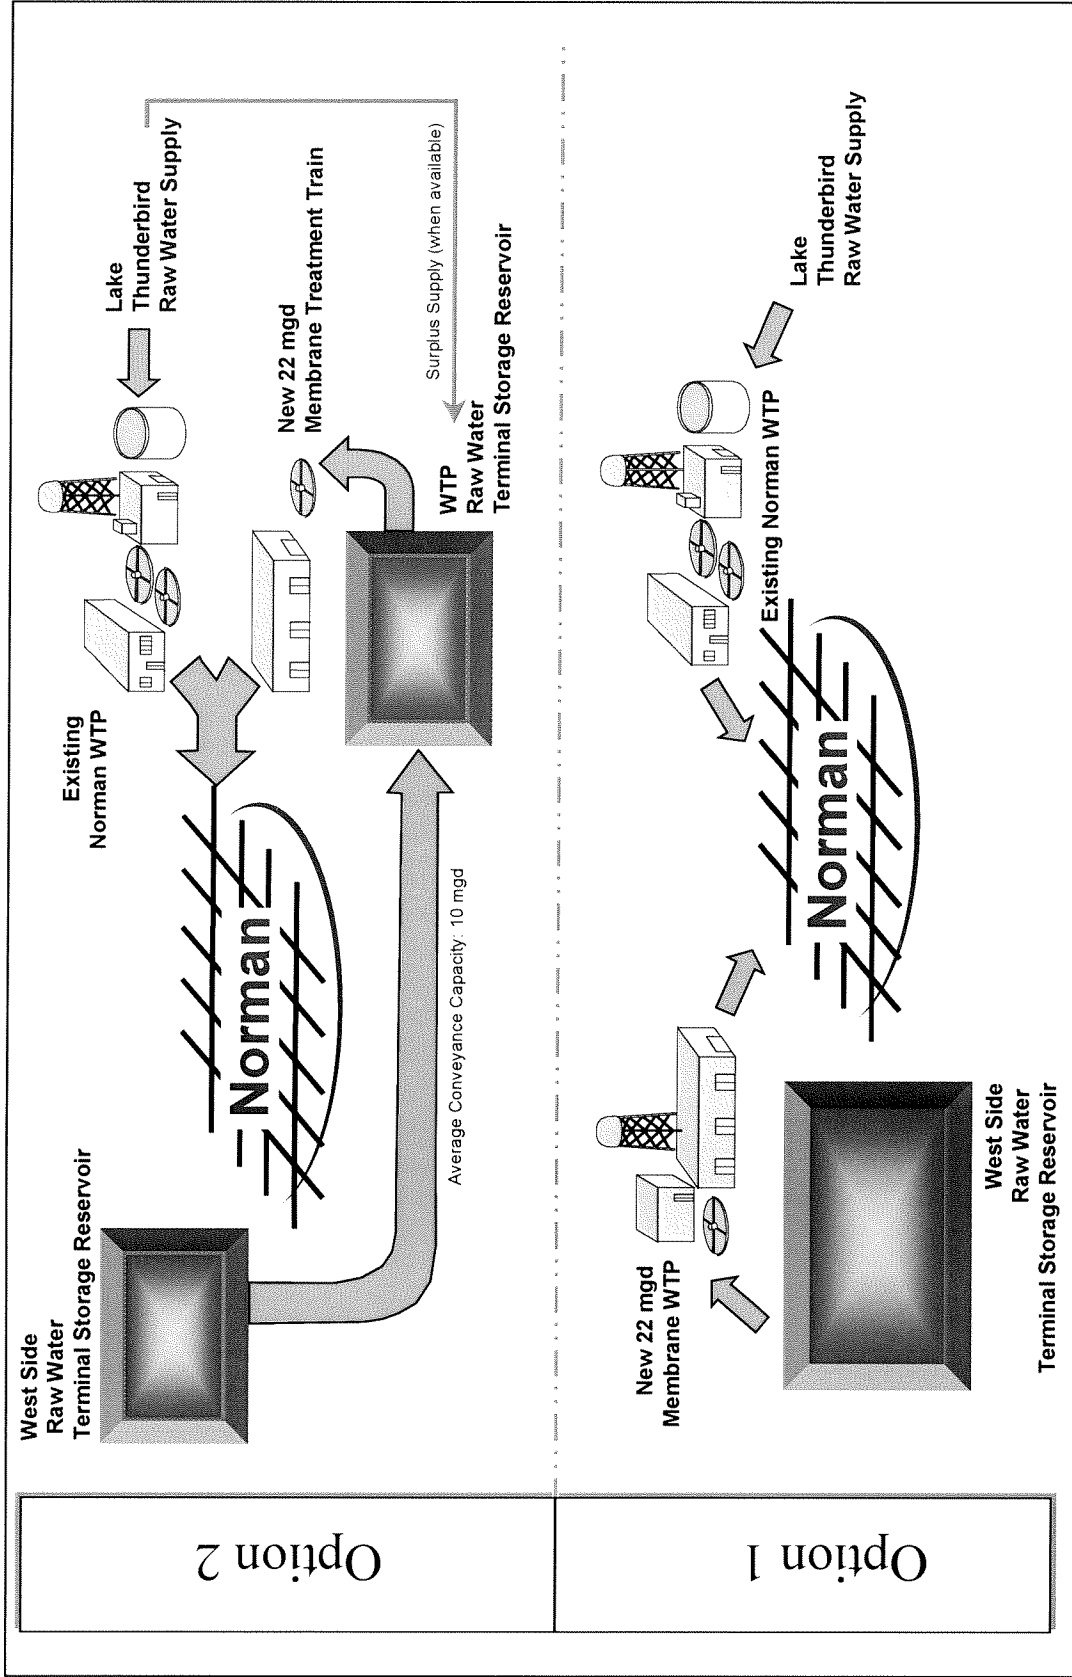 Option 2
West Side
Raw Water
Terminal Storage Reservoir
Norman
Existing
Norman WTP
Lake
Thunderbird
Raw Water Supply
New 22 mgd
Membrane Treatment Train
Surplus Supply (when available)
WTP
Raw Water
Terminal Storage Reservoir
Average Conveyance Capacity: 10 mgd
Option 1
New 22 mgd
Membrane WTP
West Side
Raw Water
Terminal Storage Reservoir
Norman
Existing Norman WTP
Lake
Thunderbird
Raw Water Supply